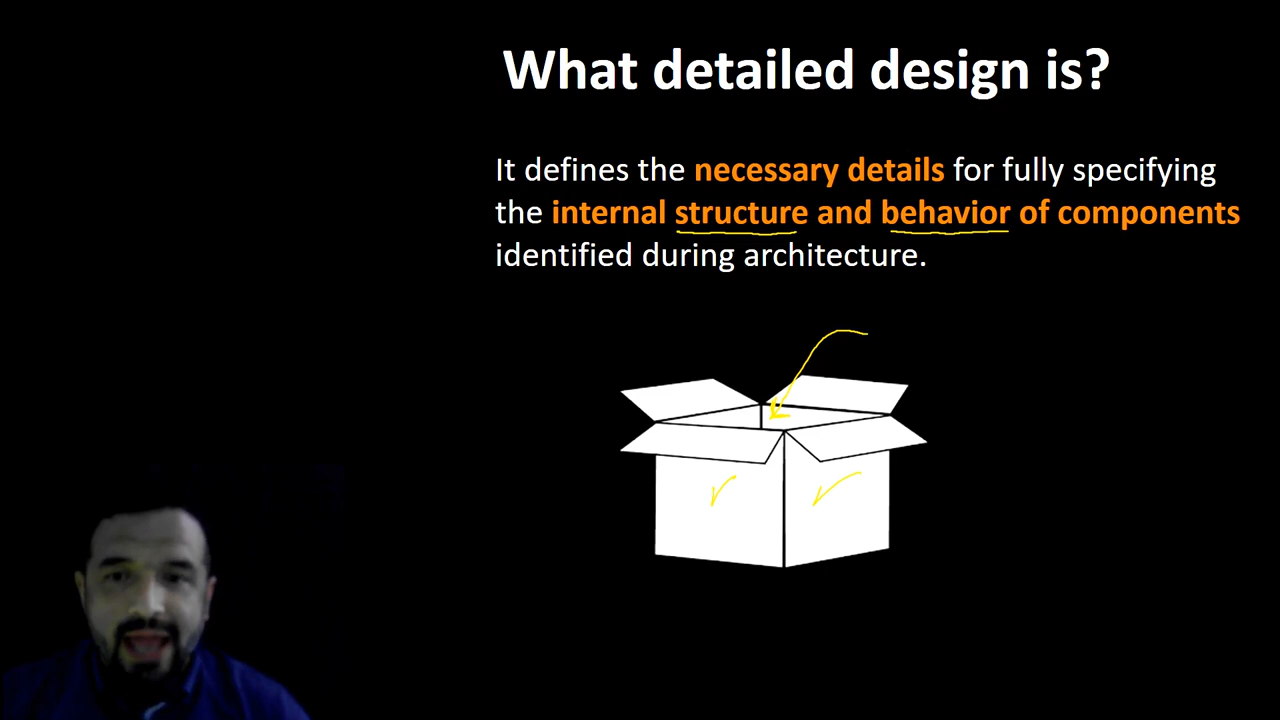 What detailed design is?
It defines the necessary details for fully specifying
the internal structure and behavior of components
identified during architecture.